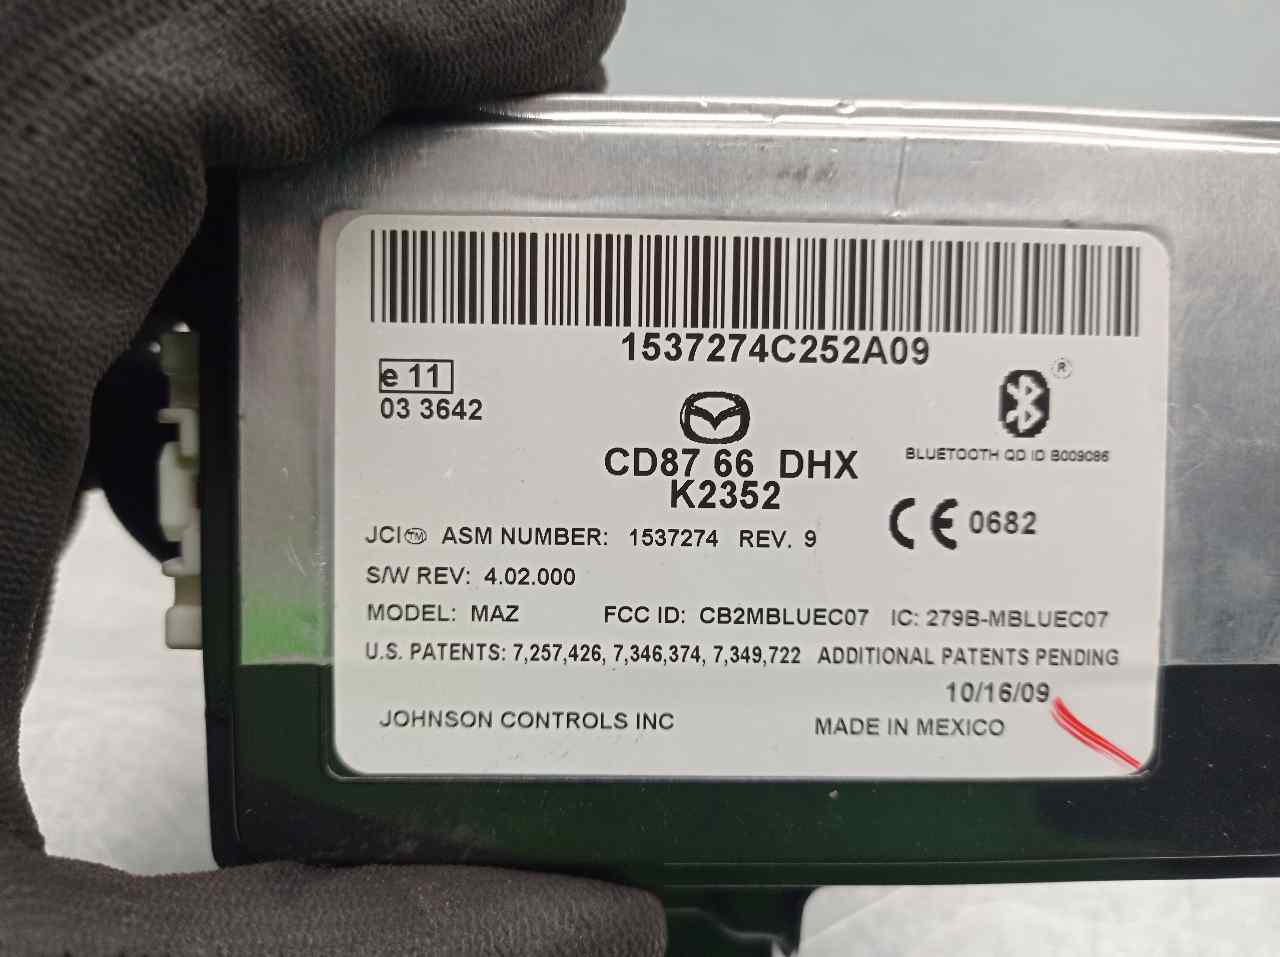 1537274C252A09
e 11
03 3642
®
BLUETOOTH QD ID B009086
CD87 66 DHX
K2352
CE 0682
JCI™ ASM NUMBER: 1537274 REV. 9
S/W REV: 4.02.000
MODEL: MAZ FCC ID: CB2MBLUEC07 IC: 279B-MBLUEC07
U.S. PATENTS: 7,257,426, 7,346,374, 7,349,722 ADDITIONAL PATENTS PENDING
10/16/09
JOHNSON CONTROLS INC MADE IN MEXICO